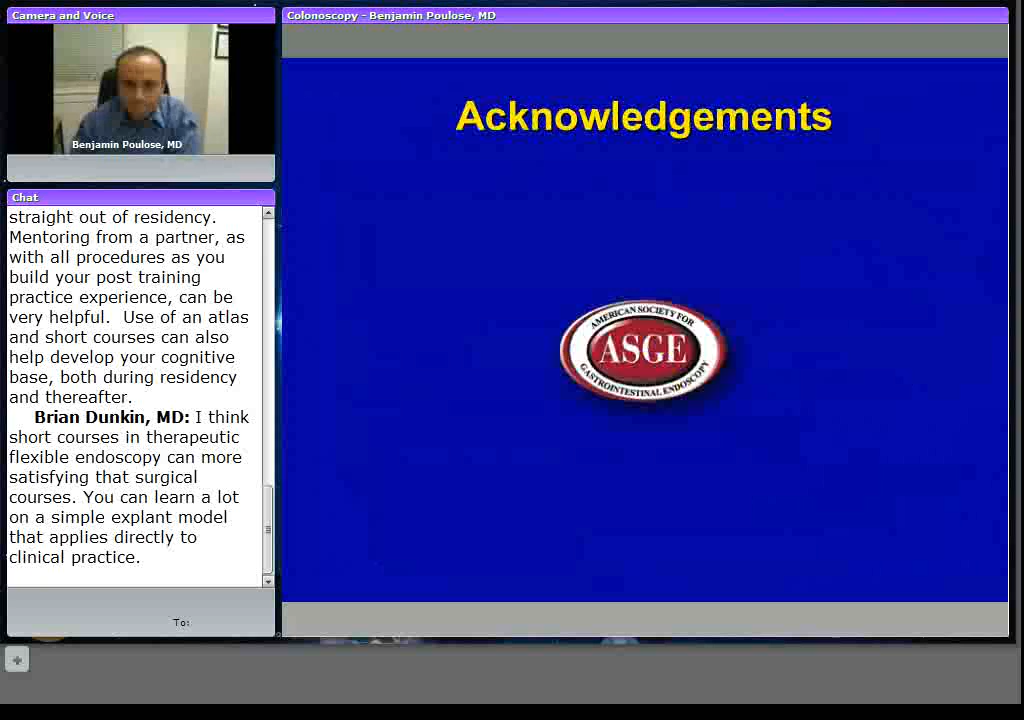 Camera and Voice
Benjamin Poulose, MD
Chat
straight out of residency.
Mentoring from a partner, as
with all procedures as you
build your post training
practice experience, can be
very helpful.  Use of an atlas
and short courses can also
help develop your cognitive
base, both during residency
and thereafter.
Brian Dunkin, MD: I think
short courses in therapeutic
flexible endoscopy can more
satisfying that surgical
courses. You can learn a lot
on a simple explant model
that applies directly to
clinical practice.
To:
Colonoscopy - Benjamin Poulose, MD
Acknowledgements
AMERICAN SOCIETY FOR
ASGE
GASTROINTESTINAL ENDOSCOPY